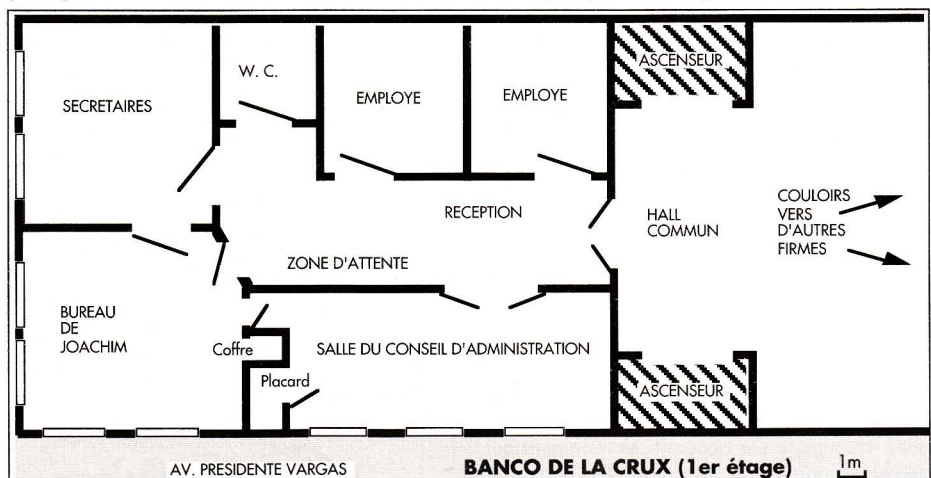 W. C.
ASCENSEUR
SECRETAIRES
EMPLOYE
EMPLOYE
RECEPTION
HALL
COMMUN
COULOIRS
VERS
D'AUTRES
FIRMES
ZONE D'ATTENTE
BUREAU
DE
JOACHIM
Coffre
SALLE DU CONSEIL D'ADMINISTRATION
Placard
ASCENSEUR
AV. PRESIDENTE VARGAS
BANCO DE LA CRUX (1er étage)
1m